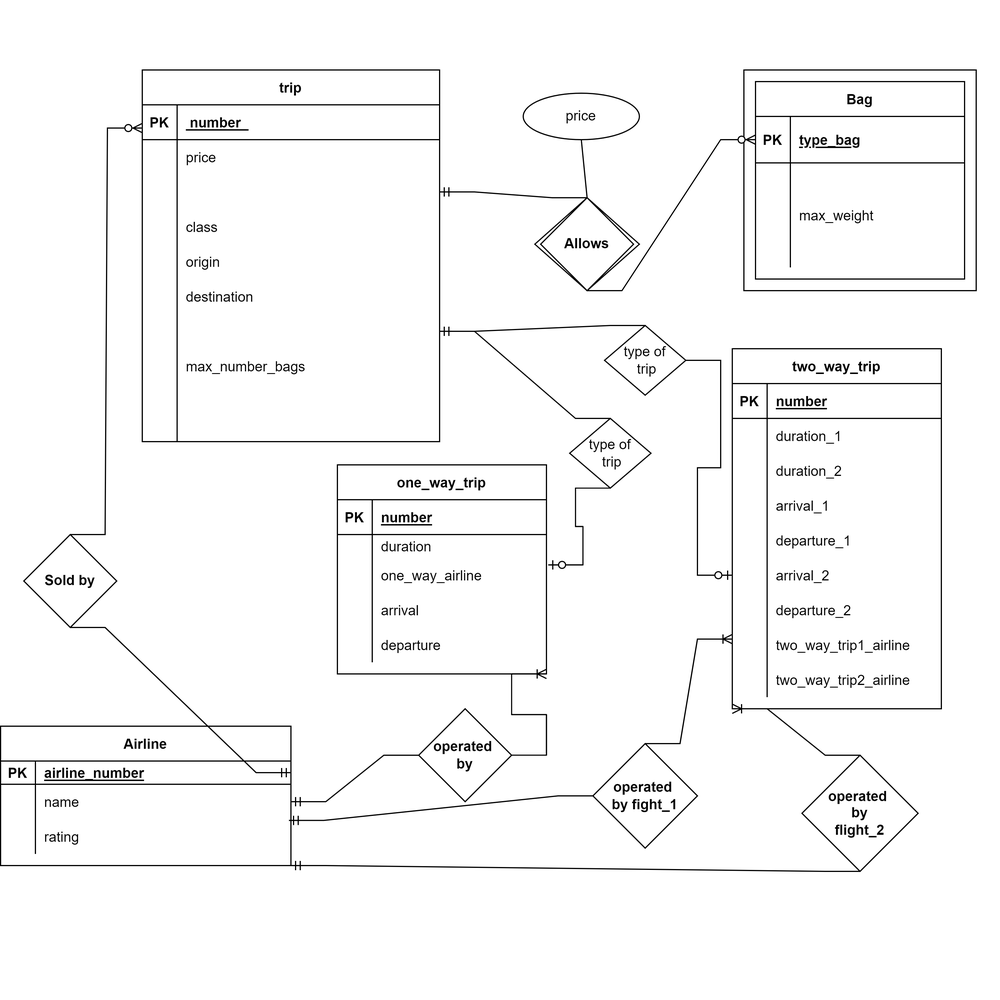 trip
PK number
price
class
origin
destination
max_number_bags
price
Allows
Bag
PK type_bag
max_weight
type of
trip
type of
trip
two_way_trip
PK number
duration_1
duration_2
arrival_1
departure_1
arrival_2
departure_2
two_way_trip1_airline
two_way_trip2_airline
one_way_trip
PK number
duration
one_way_airline
arrival
departure
Sold by
Airline
PK airline_number
name
rating
operated
by
operated
by fight_1
operated
by
flight_2